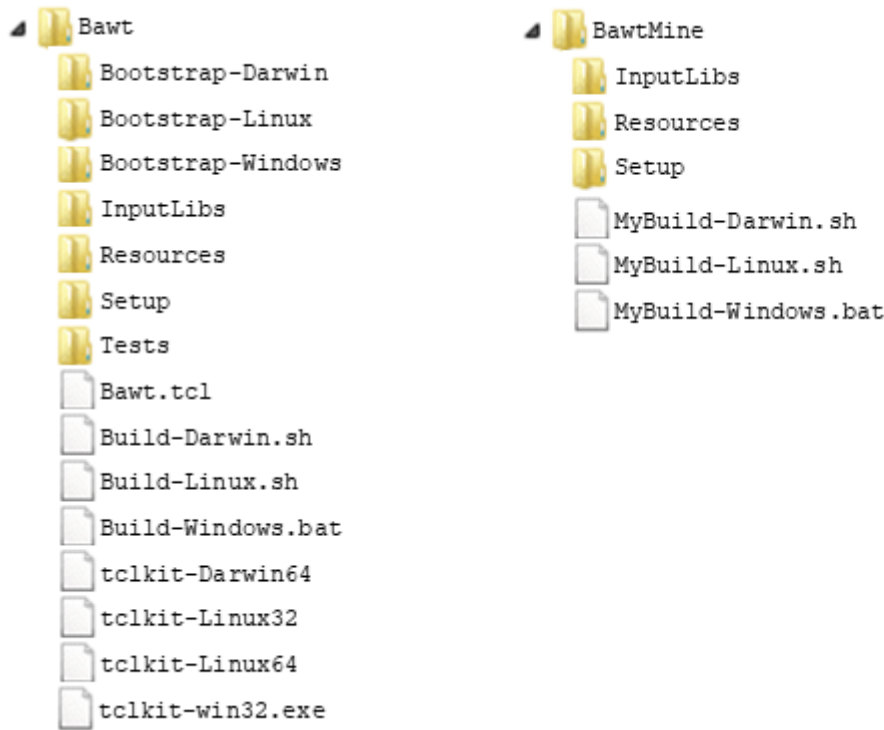 Bawt
Bootstrap-Darwin
Bootstrap-Linux
Bootstrap-Windows
InputLibs
Resources
Setup
Tests
Bawt.tcl
Build-Darwin.sh
Build-Linux.sh
Build-Windows.bat
tclkit-Darwin64
tclkit-Linux32
tclkit-Linux64
tclkit-win32.exe
BawtMine
InputLibs
Resources
Setup
MyBuild-Darwin.sh
MyBuild-Linux.sh
MyBuild-Windows.bat